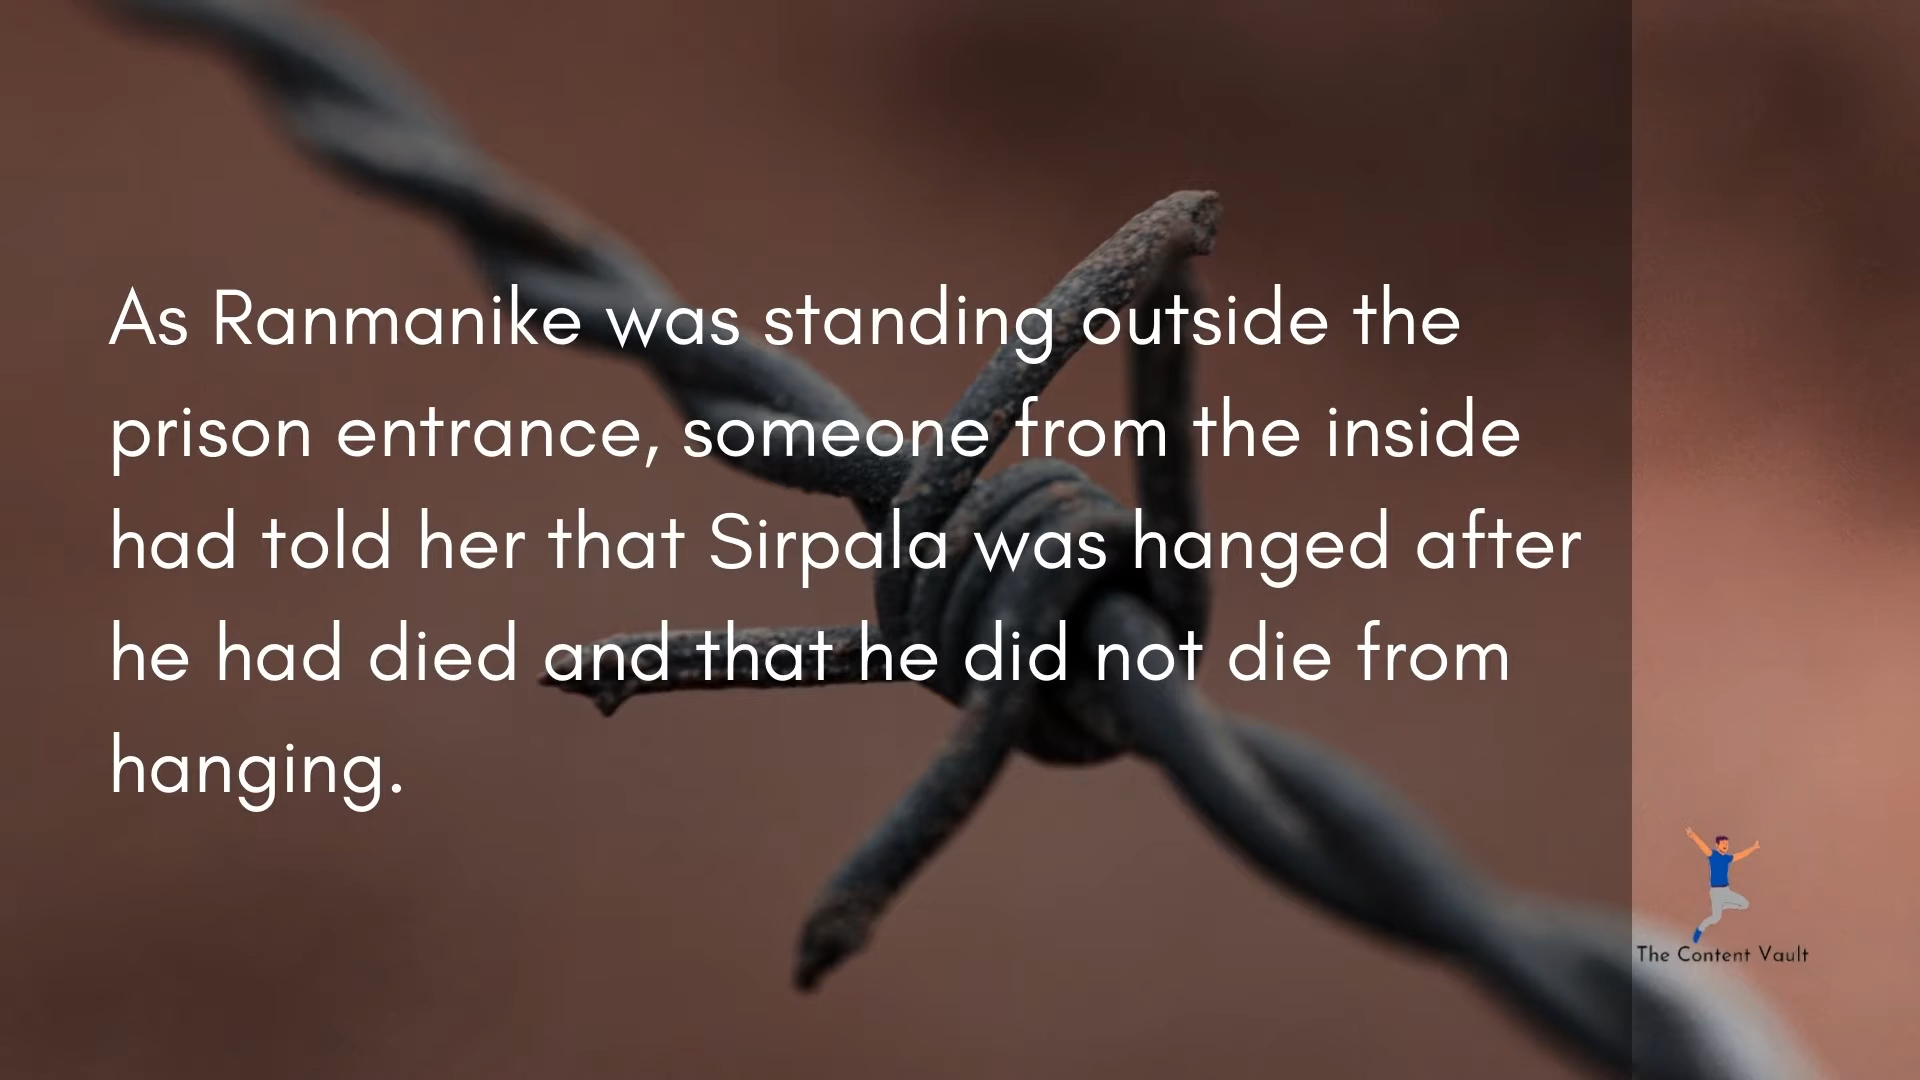 As Ranmanike was standing outside the
prison entrance, someone from the inside
had told her that Sirpala was hanged after
he had died and that he did not die from
hanging.
The Content Vault